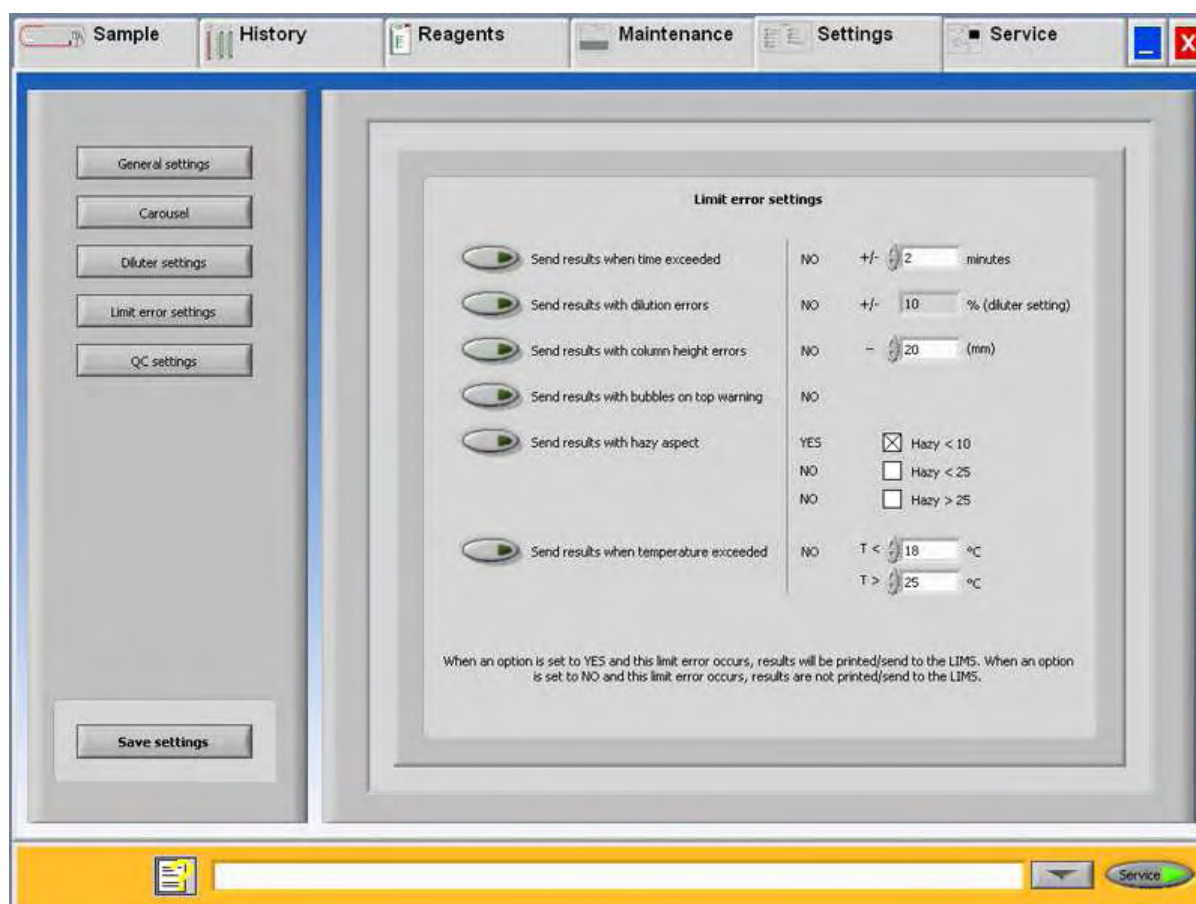 Sample
History
Reagents
Maintenance
Settings
Service
X
General settings
Carousel
Diluter settings
Limit error settings
QC settings
Save settings
Limit error settings
Send results when time exceeded NO +/- 2 minutes
Send results with dilution errors NO +/- 10 % (diluter setting)
Send results with column height errors NO - 20 (mm)
Send results with bubbles on top warning NO
Send results with hazy aspect YES Hazy < 10
NO Hazy < 25
NO Hazy > 25
Send results when temperature exceeded NO T < 18 °C
T > 25 °C
When an option is set to YES and this limit error occurs, results will be printed/send to the LIMS. When an option
is set to NO and this limit error occurs, results are not printed/send to the LIMS.
Service